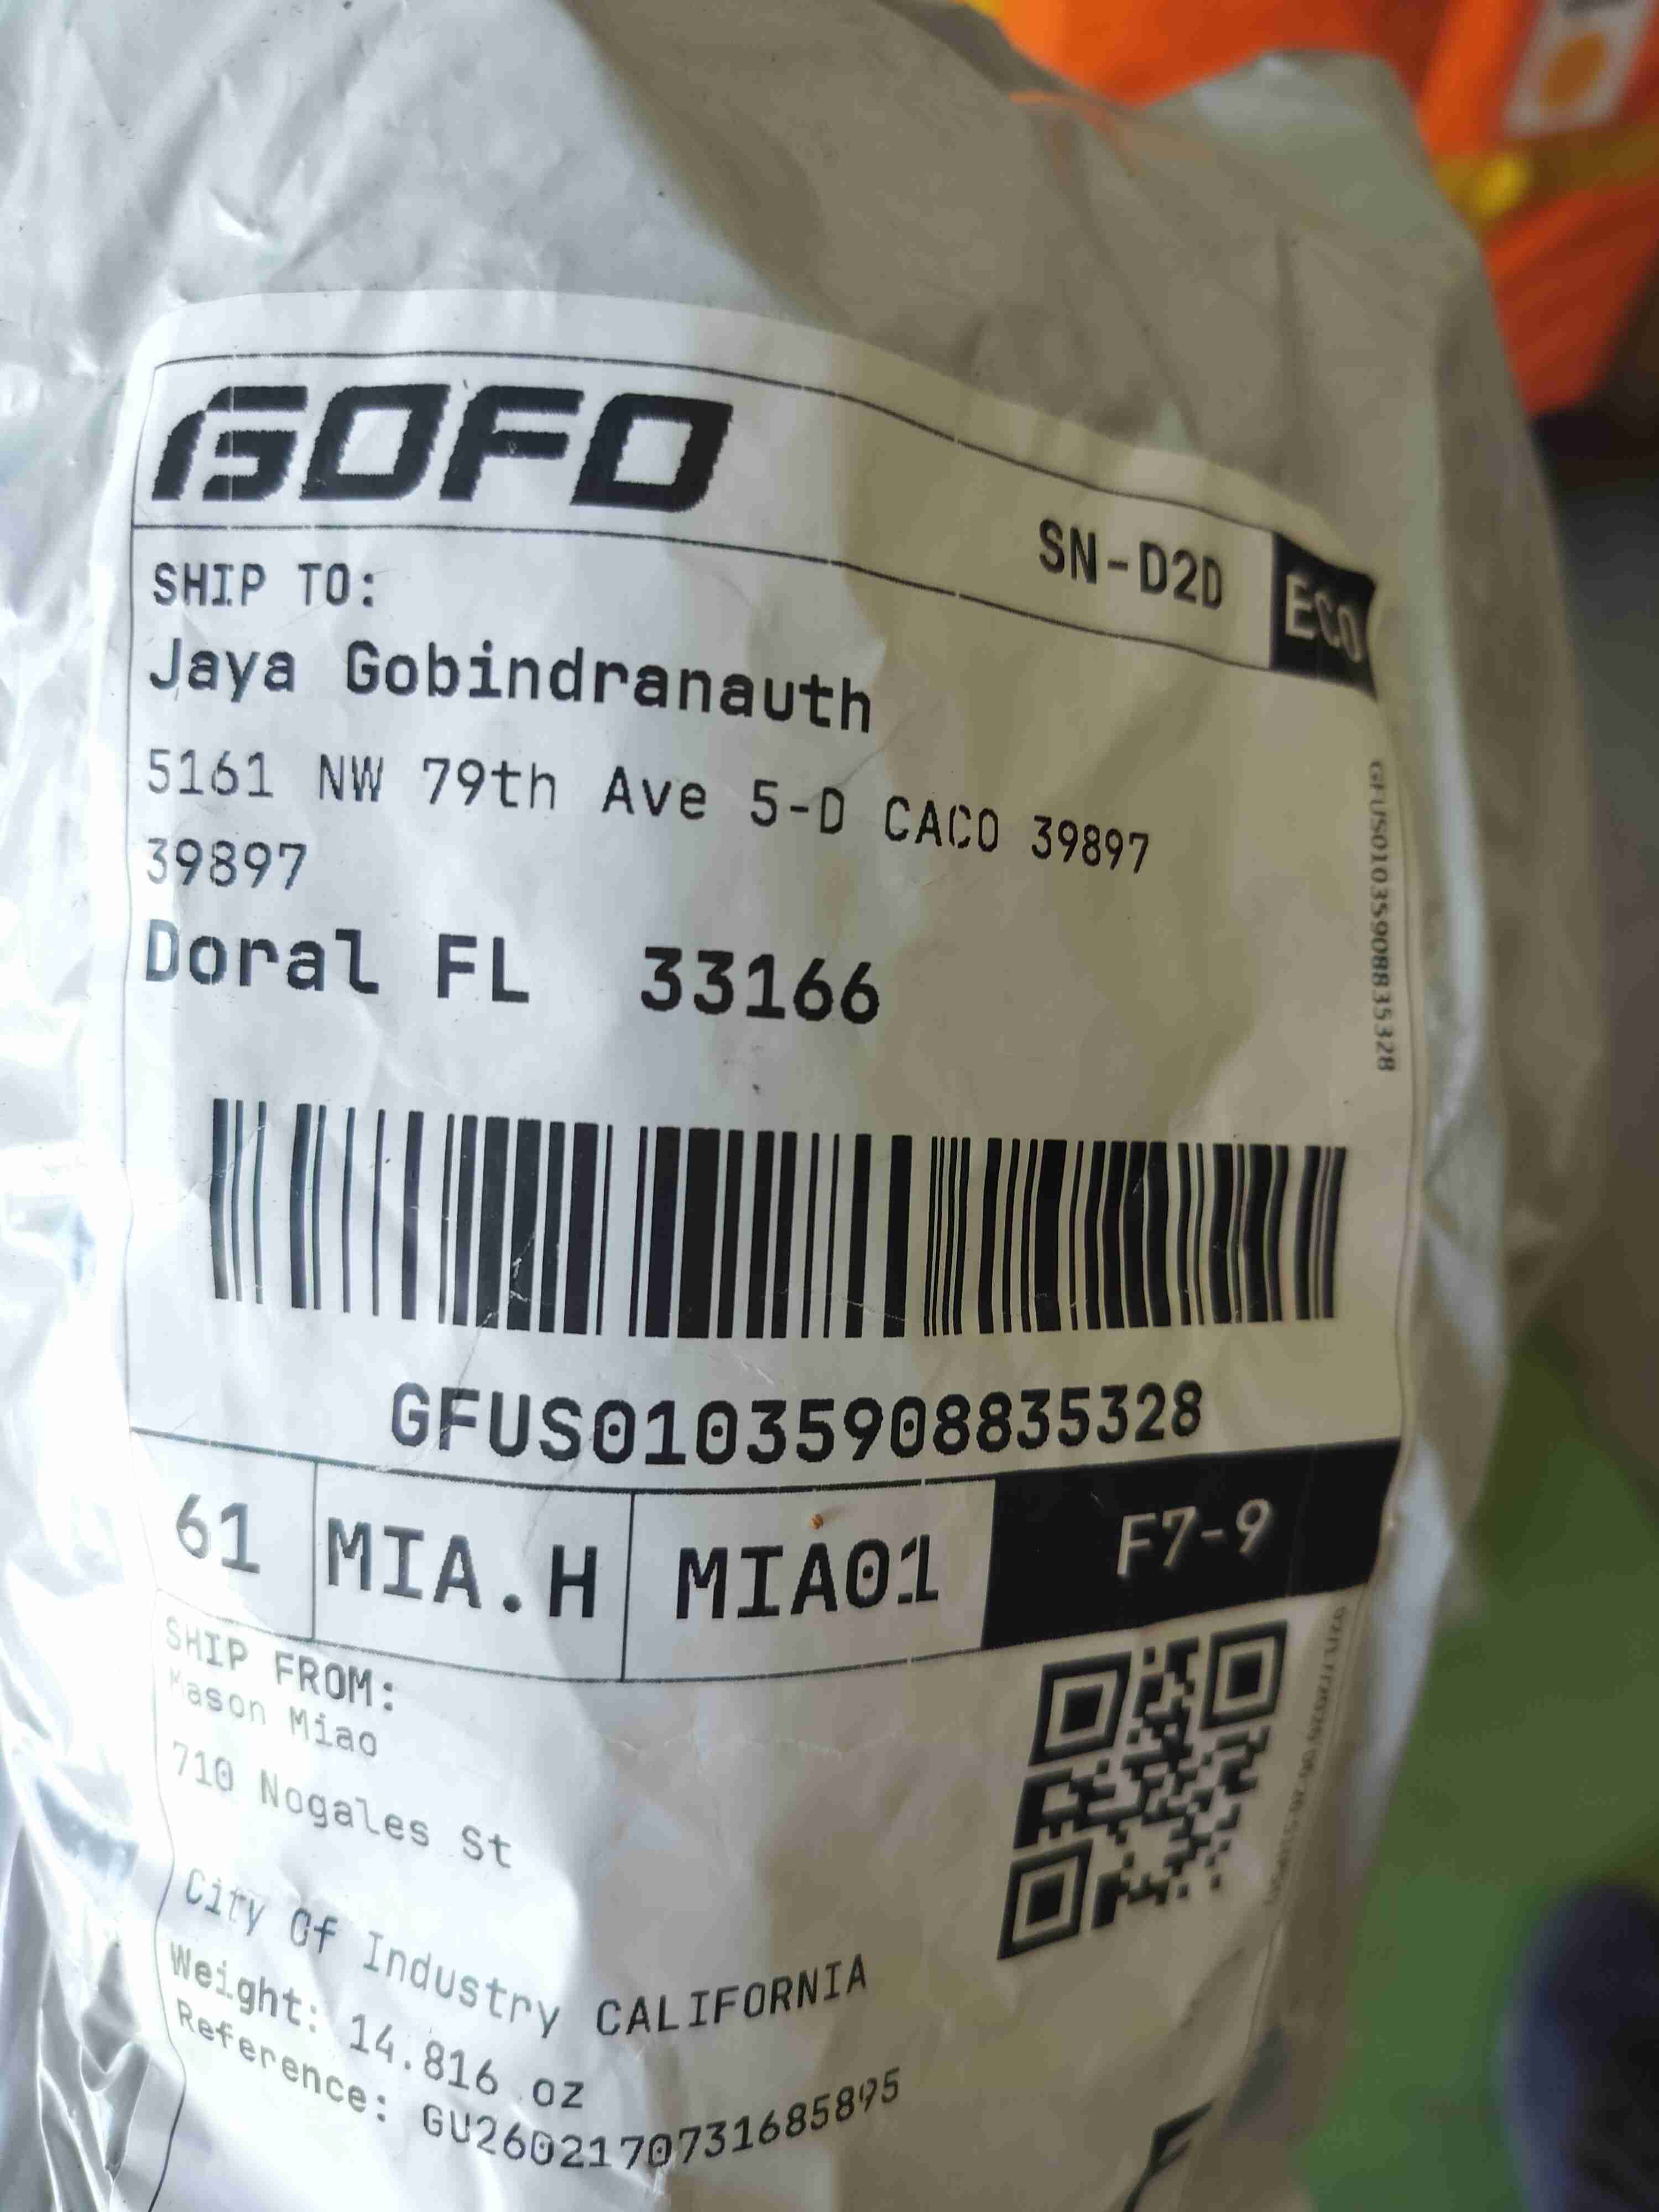 GOFO
SN-D2D
ECO
SHIP TO:
Jaya Gobindranauth
5161 NW 79th Ave 5-D CACO 39897
39897
Doral FL 33166
GFUS01035908835328
GFUS01035908835328
61
MIA.H
MIA01
F7-9
SHIP FROM:
Mason Miao
710 Nogales St
City Of Industry CALIFORNIA
Weight: 14.816 oz
Reference: GU2602170731685895